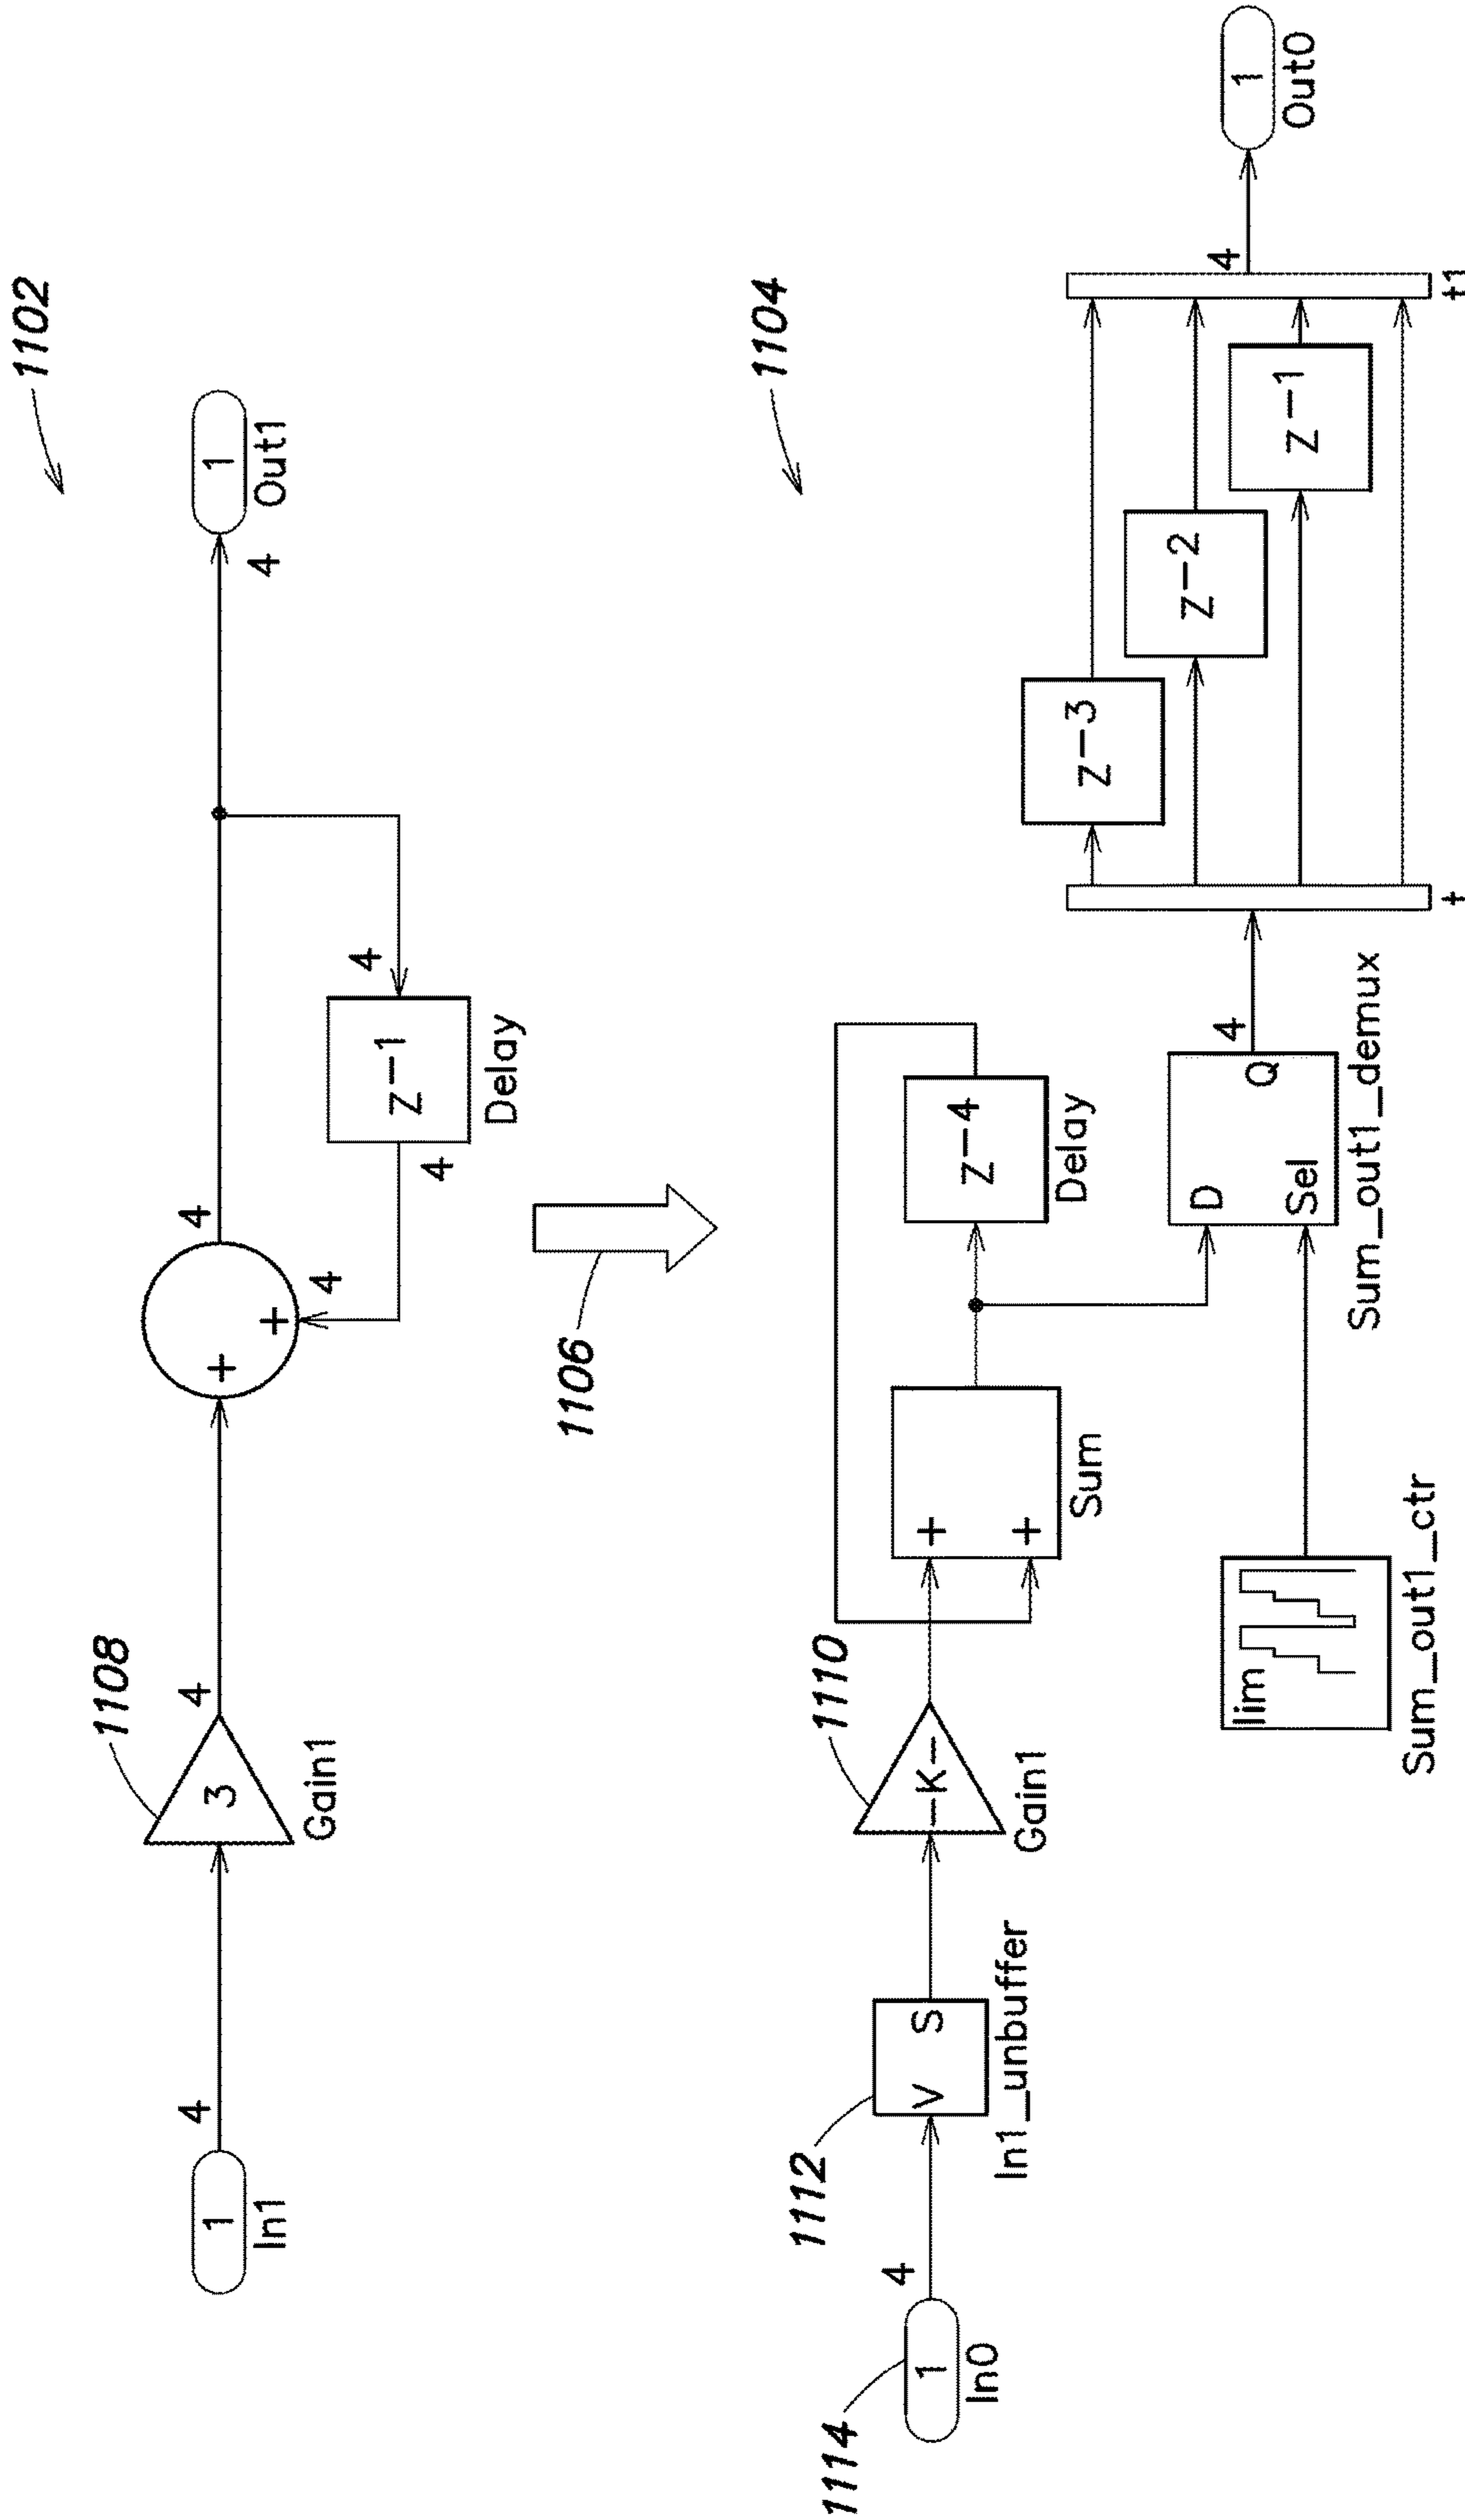 1102
1
In1
4
1108
3
Gain1
4
+
+
4
4
z-1
Delay
4
4
4
1
Out1
1106
1104
1114
1
In0
4
1112
V S
In1_unbuffer
1110
-K-
Gain1
+
+
Sum
z-4
Delay
lim
Sum_out1_ctr
D
Sel
Q
Sum_out1_demux
4
t
z-3
z-2
z-1
t1
4
1
Out0